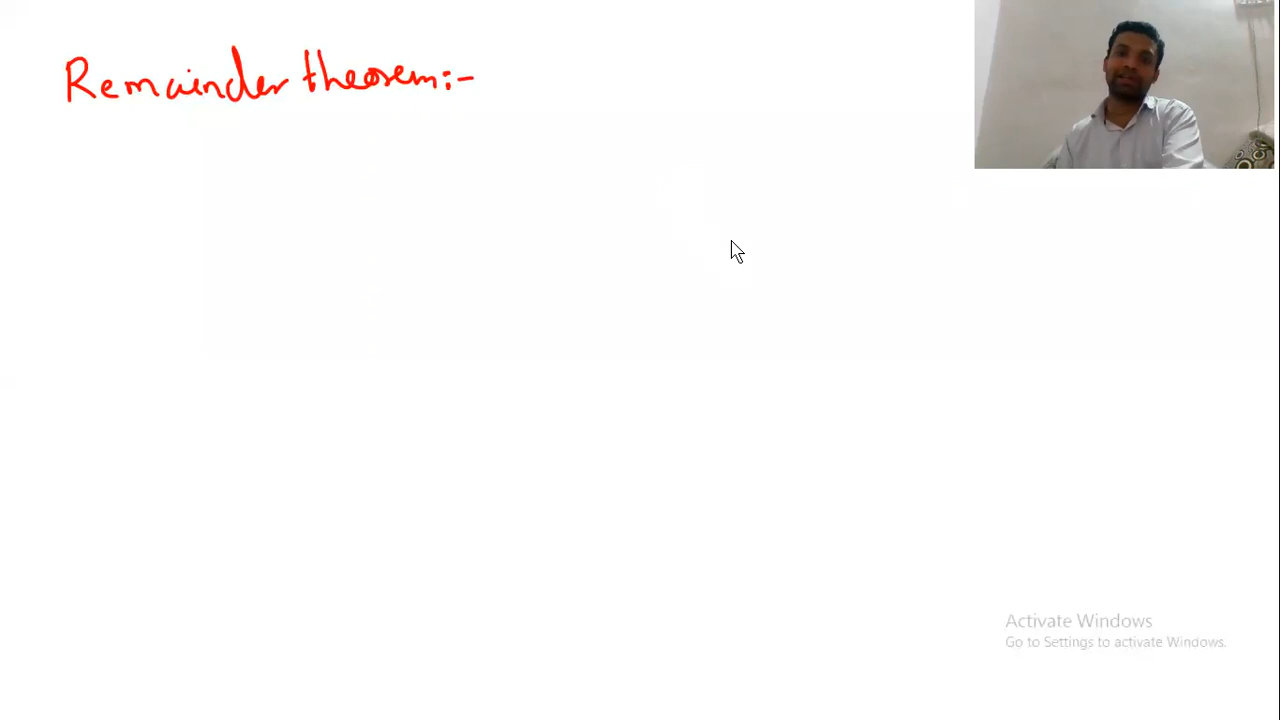 Remainder theorem:-
Activate Windows
Go to Settings to activate Windows.